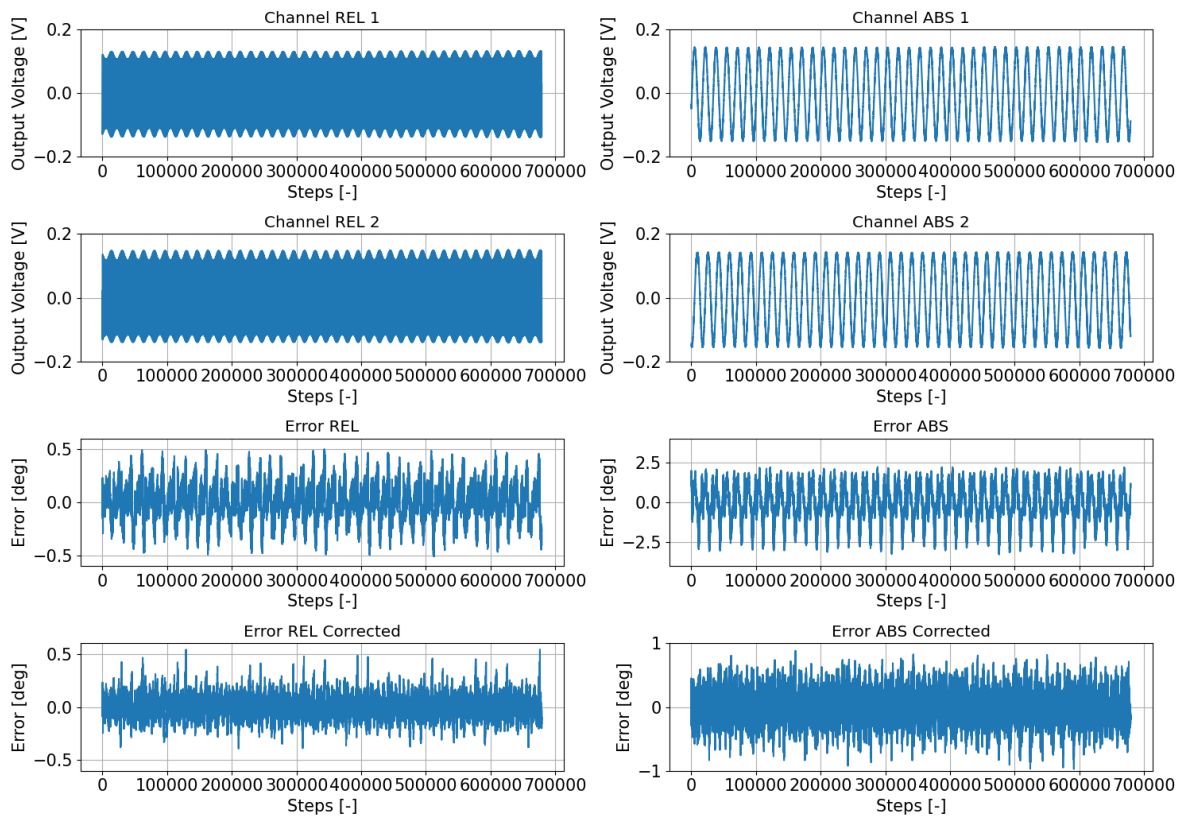 Channel REL 1
Output Voltage [V]
0.2
0.0
−0.2
0 100000 200000 300000 400000 500000 600000 700000
Steps [-]
Channel ABS 1
Output Voltage [V]
0.2
0.0
−0.2
0 100000 200000 300000 400000 500000 600000 700000
Steps [-]
Channel REL 2
Output Voltage [V]
0.2
0.0
−0.2
0 100000 200000 300000 400000 500000 600000 700000
Steps [-]
Channel ABS 2
Output Voltage [V]
0.2
0.0
−0.2
0 100000 200000 300000 400000 500000 600000 700000
Steps [-]
Error REL
Error [deg]
0.5
0.0
−0.5
0 100000 200000 300000 400000 500000 600000 700000
Steps [-]
Error ABS
Error [deg]
2.5
0.0
−2.5
0 100000 200000 300000 400000 500000 600000 700000
Steps [-]
Error REL Corrected
Error [deg]
0.5
0.0
−0.5
0 100000 200000 300000 400000 500000 600000 700000
Steps [-]
Error ABS Corrected
Error [deg]
1
0
−1
0 100000 200000 300000 400000 500000 600000 700000
Steps [-]